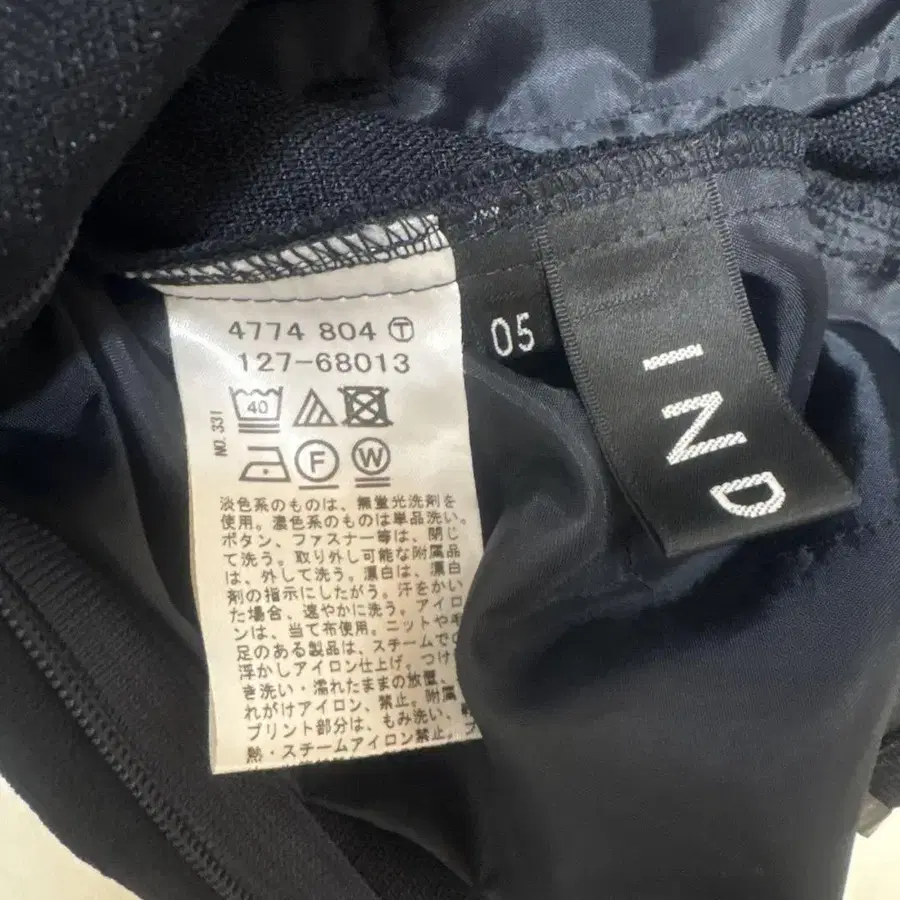 4774 804 Ⓣ
127-68013
NO. 331
40
F
W
淡色系のものは、無蛍光洗剤を
使用。濃色系のものは単品洗い。
ボタン、ファスナー等は、閉じ
て洗う。取り外し可能な附属品
は、外して洗う。漂白は、漂白
剤の指示にしたがう。汗をかい
た場合、速やかに洗う。アイロ
ンは、当て布使用。ニットや毛
足のある製品は、スチームでの
浮かしアイロン仕上げ。つけ
き洗い・濡れたままの放置、
れがけアイロン、禁止。附属
プリント部分は、もみ洗い、
熱・スチームアイロン禁止。
05
IND